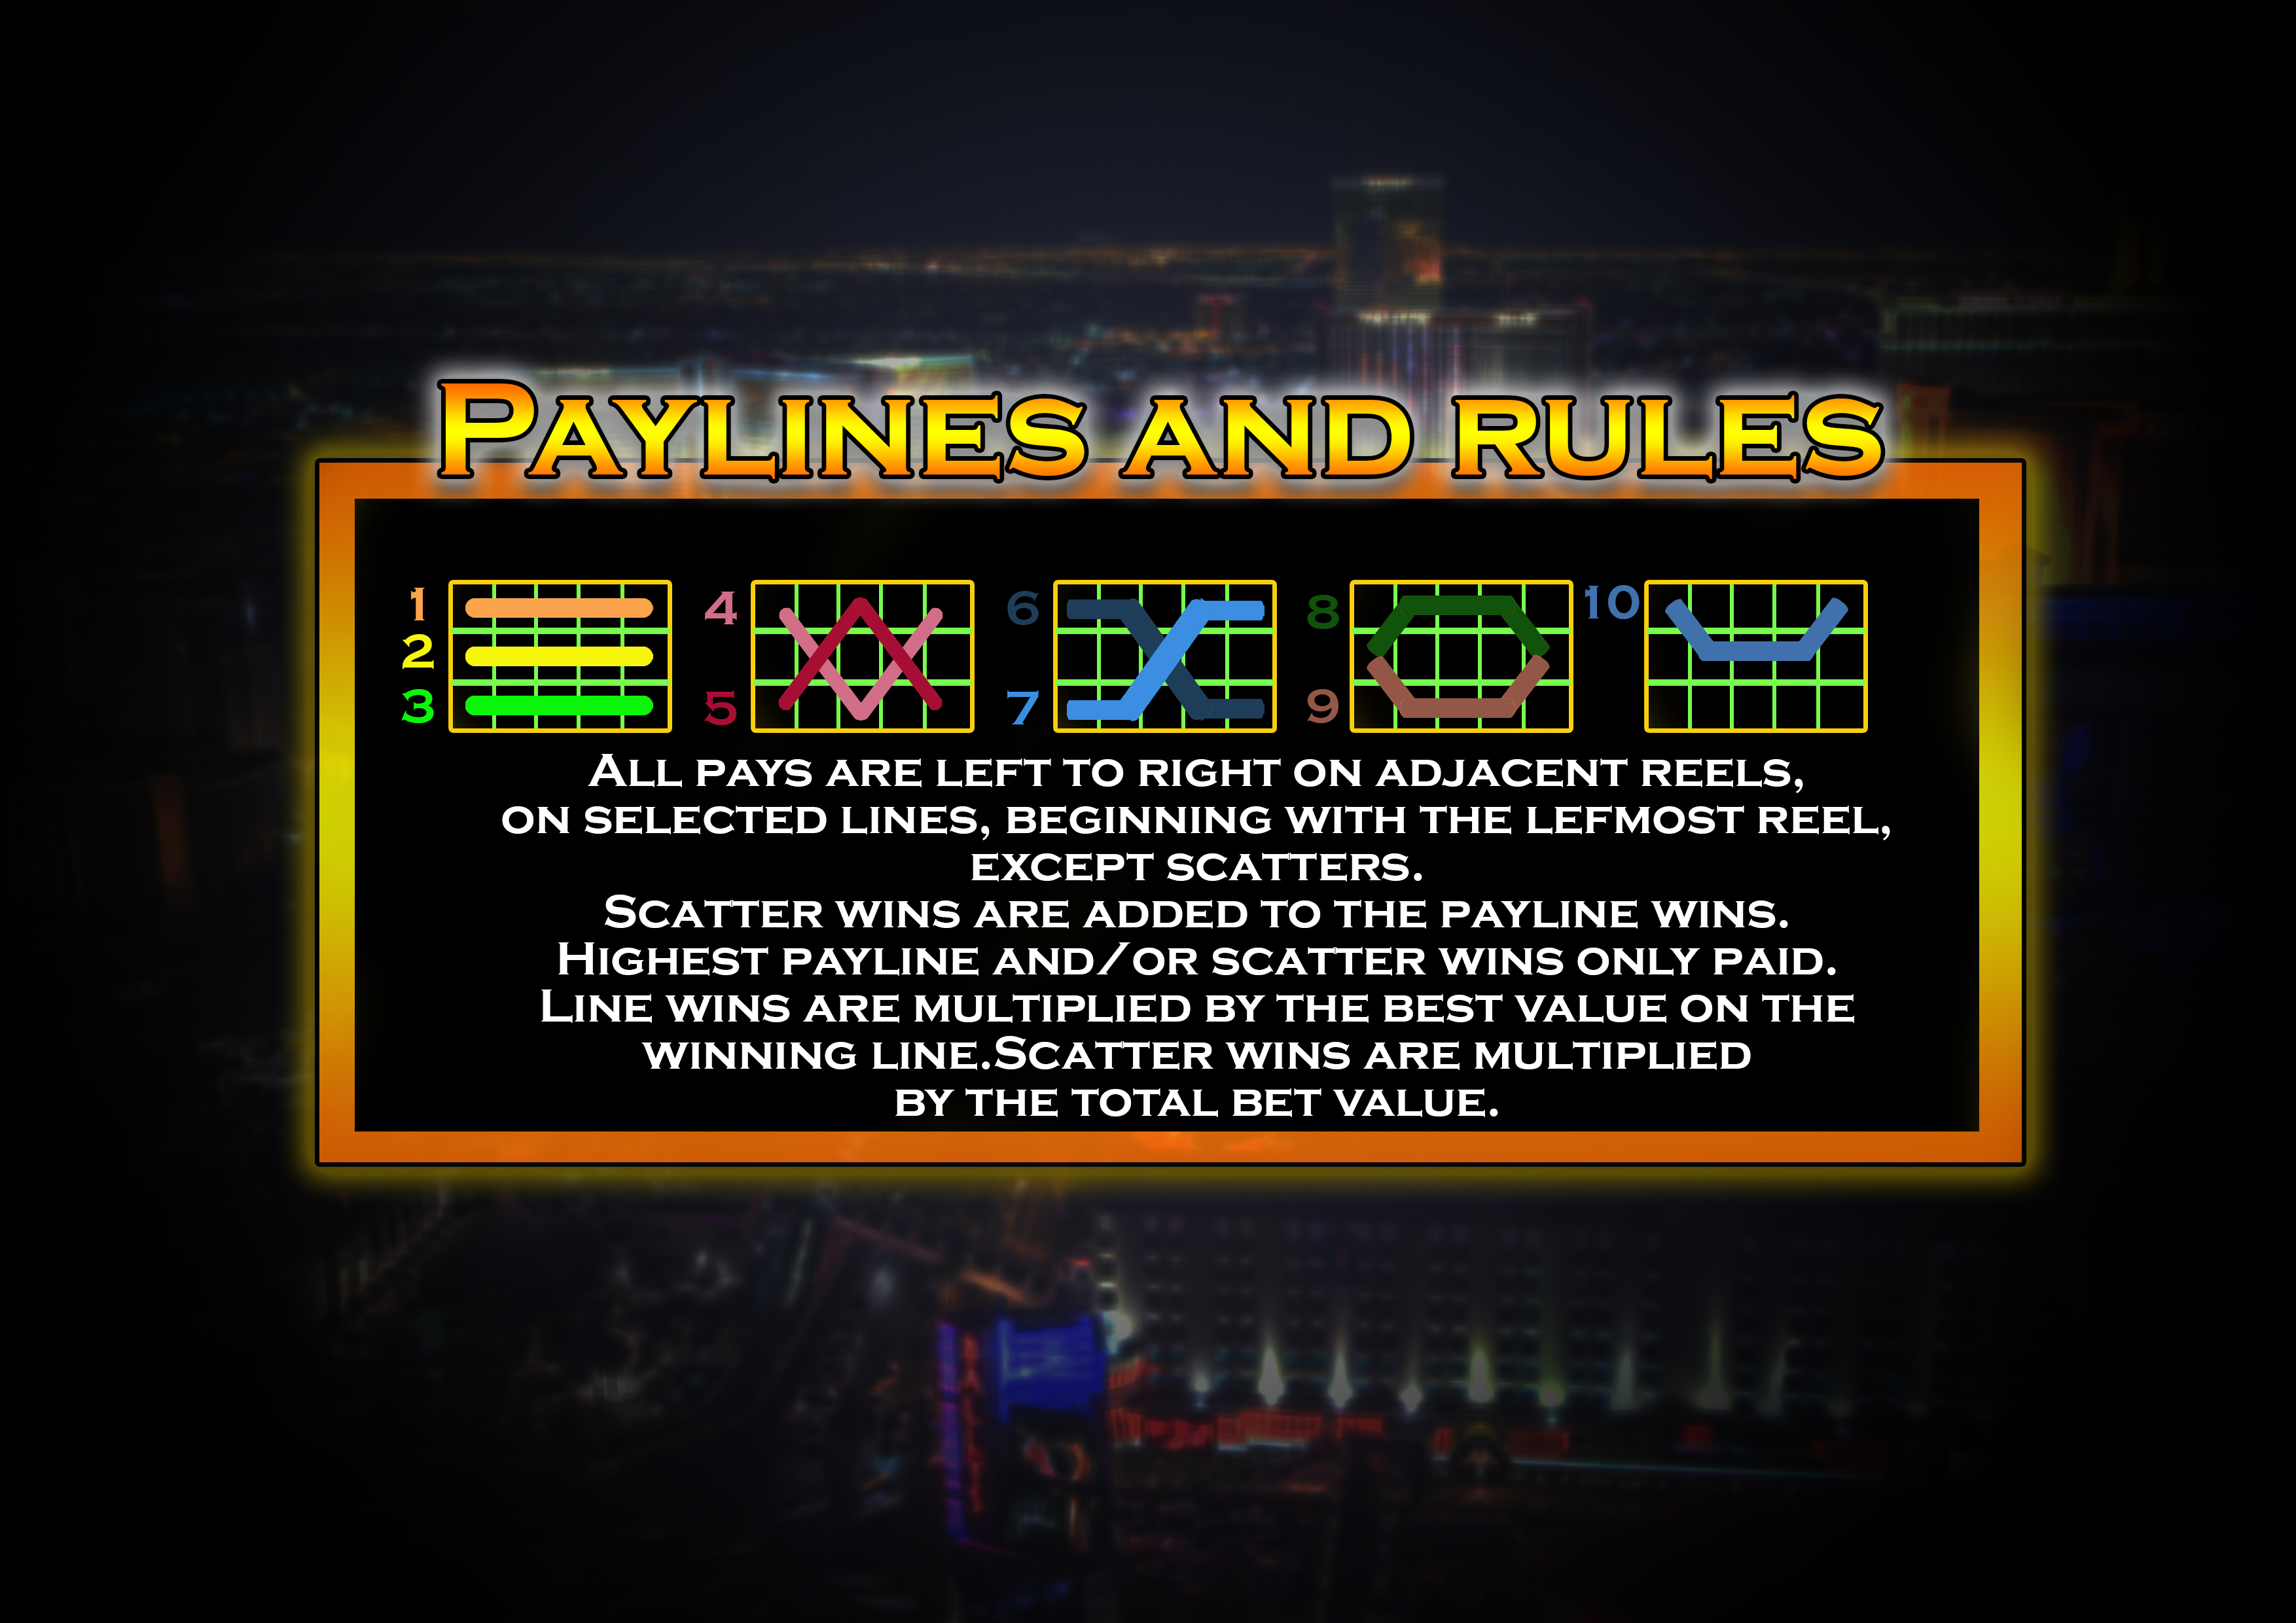 PAYLINES AND RULES
1
2
3
4
5
6
7
8
9
10
ALL PAYS ARE LEFT TO RIGHT ON ADJACENT REELS,
ON SELECTED LINES, BEGINNING WITH THE LEFMOST REEL,
EXCEPT SCATTERS.
SCATTER WINS ARE ADDED TO THE PAYLINE WINS.
HIGHEST PAYLINE AND/OR SCATTER WINS ONLY PAID.
LINE WINS ARE MULTIPLIED BY THE BEST VALUE ON THE
WINNING LINE.SCATTER WINS ARE MULTIPLIED
BY THE TOTAL BET VALUE.